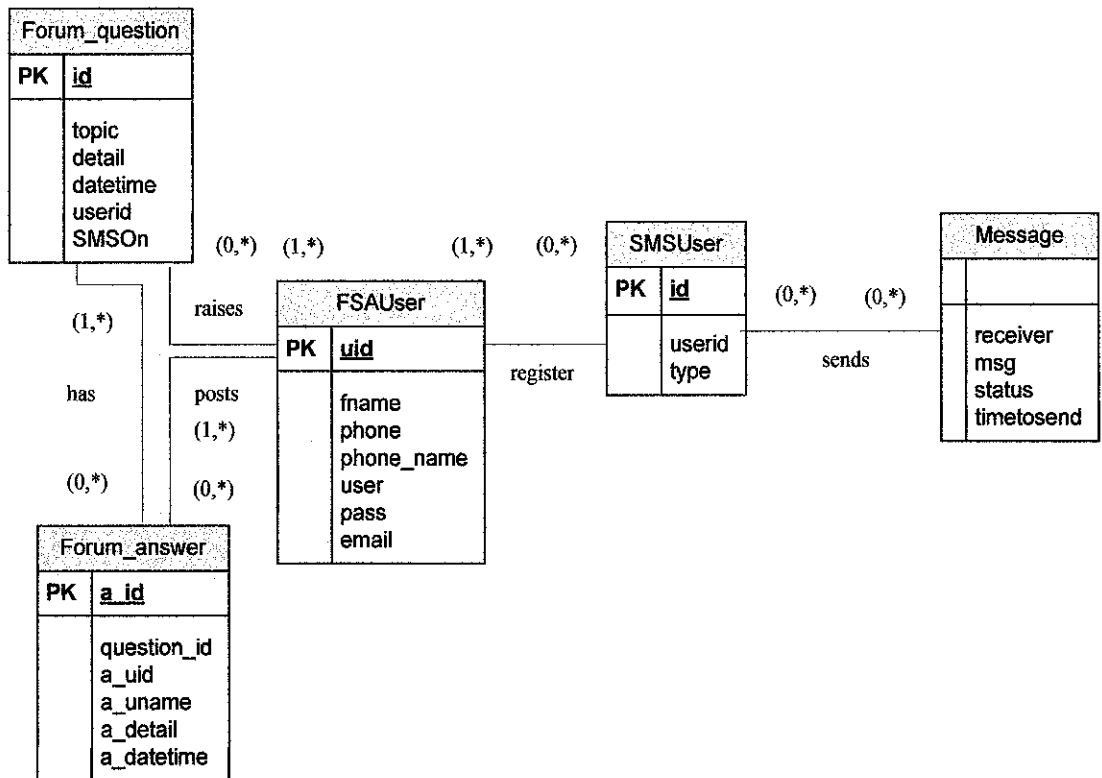 Forum_question
PK id
topic
detail
datetime
userid
SMSOn
(0,*) (1,*) (1,*) (0,*)
raises
(1,*)
has
posts
(1,*)
(0,*) (0,*)
FSAUser
PK uid
fname
phone
phone_name
user
pass
email
register
SMSUser
PK id
userid
type
(0,*) (0,*)
sends
Message
receiver
msg
status
timetosend
Forum_answer
PK a_id
question_id
a_uid
a_uname
a_detail
a_datetime